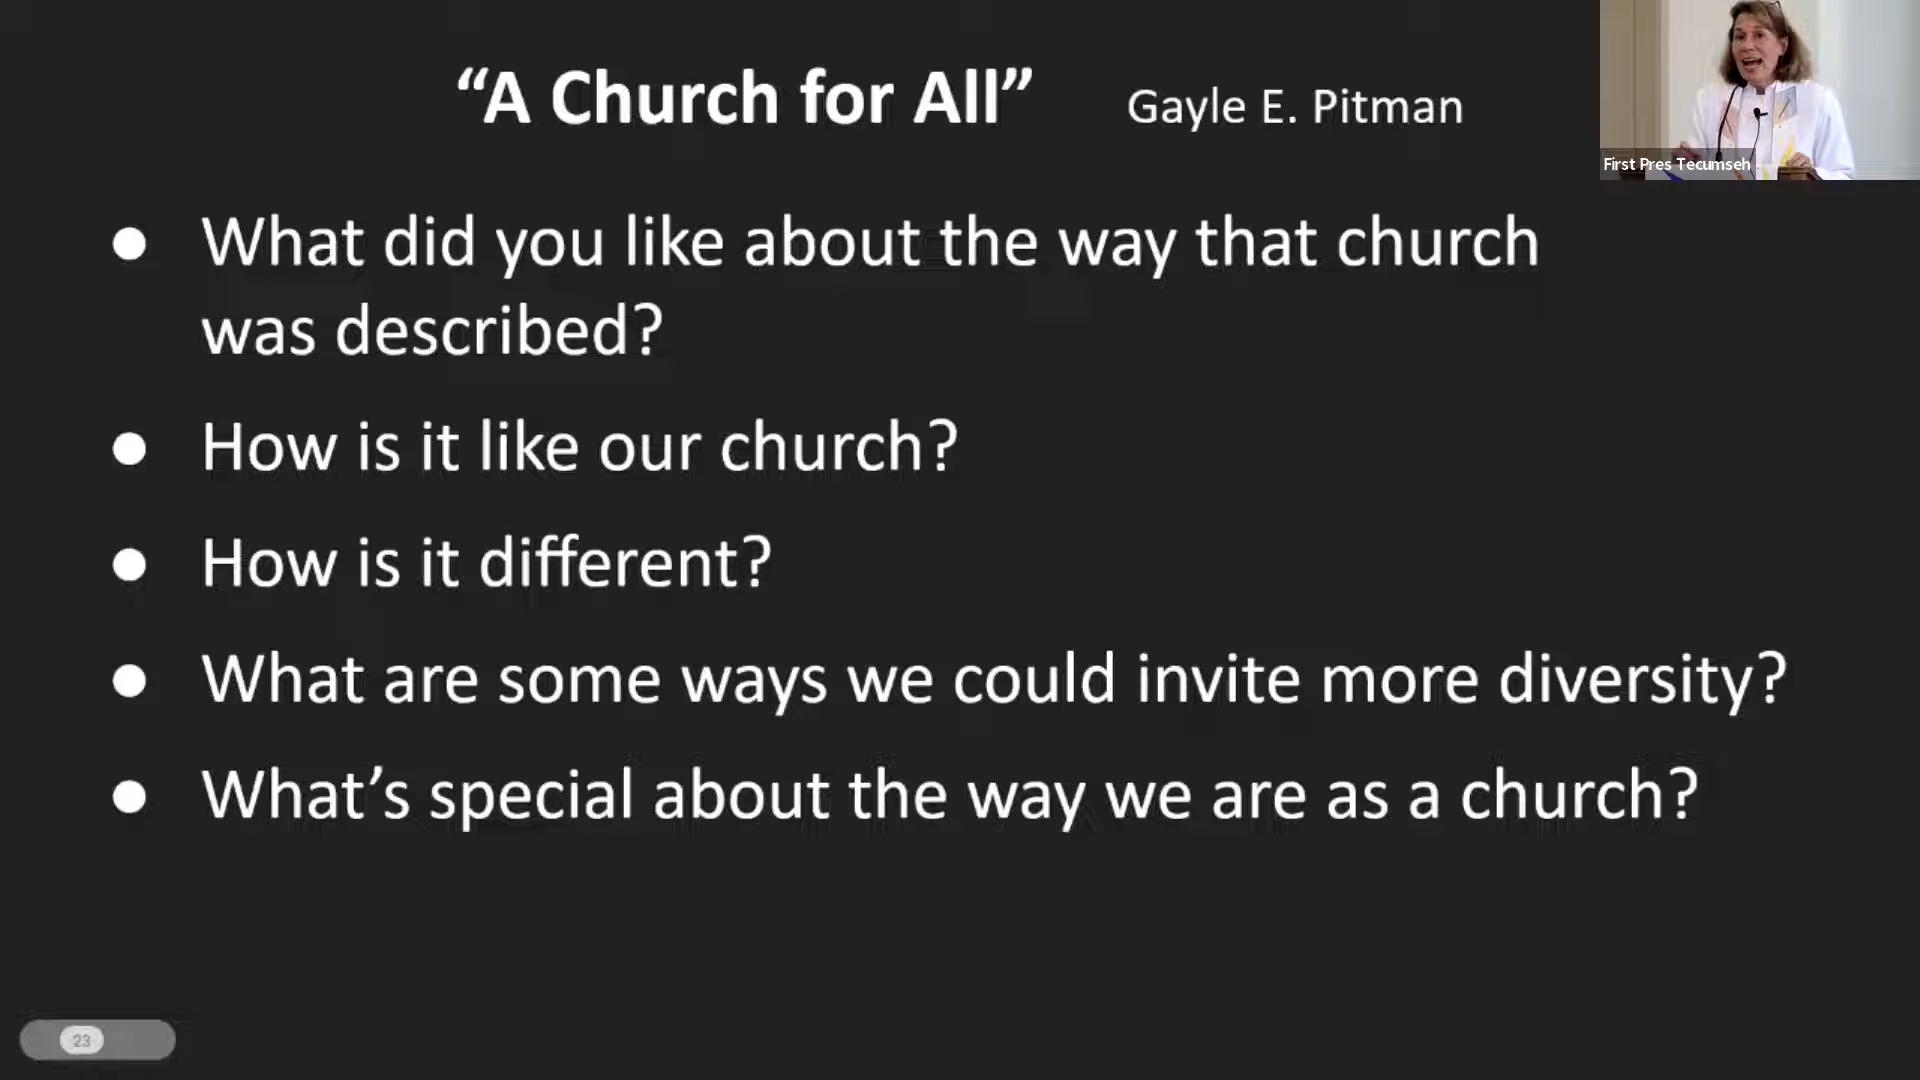 “A Church for All” Gayle E. Pitman
First Pres Tecumseh
● What did you like about the way that church
was described?
● How is it like our church?
● How is it different?
● What are some ways we could invite more diversity?
● What’s special about the way we are as a church?
23